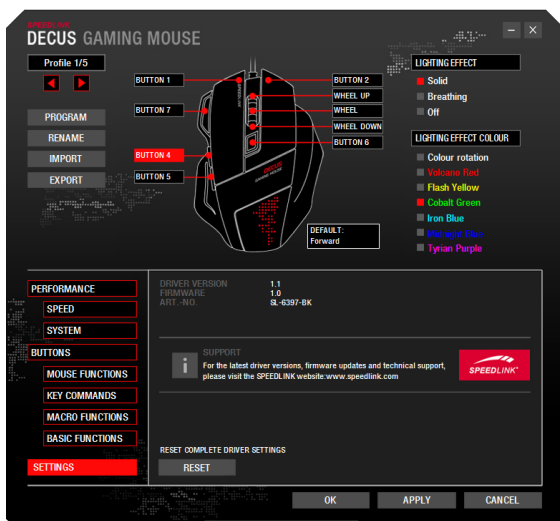 SPEEDLINK
DECUS GAMING MOUSE
Profile 1/5
PROGRAM
RENAME
IMPORT
EXPORT
BUTTON 1
BUTTON 7
BUTTON 4
BUTTON 5
BUTTON 2
WHEEL UP
WHEEL
WHEEL DOWN
BUTTON 6
SPEEDLINK
DECUS
GAMING MOUSE
DEFAULT:
Forward
LIGHTING EFFECT
Solid
Breathing
Off
LIGHTING EFFECT COLOUR
Colour rotation
Volcano Red
Flash Yellow
Cobalt Green
Iron Blue
Midnight Blue
Tyrian Purple
PERFORMANCE
SPEED
SYSTEM
BUTTONS
MOUSE FUNCTIONS
KEY COMMANDS
MACRO FUNCTIONS
BASIC FUNCTIONS
SETTINGS
DRIVER VERSION 1.1
FIRMWARE 1.0
ART.-NO. SL-6397-BK
i
SUPPORT
For the latest driver versions, firmware updates and technical support,
please visit the SPEEDLINK website:www.speedlink.com
SPEEDLINK
RESET COMPLETE DRIVER SETTINGS
RESET
OK
APPLY
CANCEL